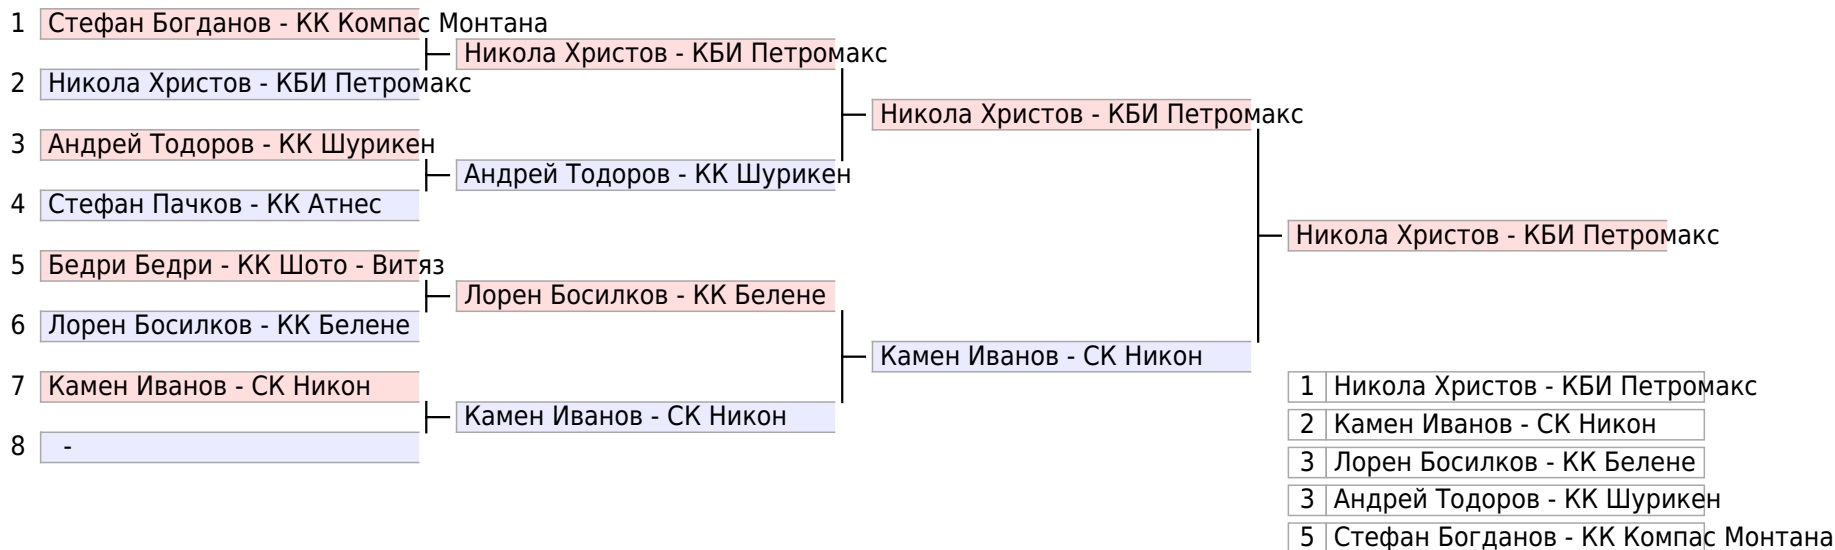 1 Стефан Богданов - КК Компас Монтана
2 Никола Христов - КБИ Петромакс
3 Андрей Тодоров - КК Шурикен
4 Стефан Пачков - КК Атнес
5 Бедри Бедри - КК Шото - Витяз
6 Лорен Босилков - КК Белене
7 Камен Иванов - СК Никон
8 -
Никола Христов - КБИ Петромакс
Андрей Тодоров - КК Шурикен
Лорен Босилков - КК Белене
Камен Иванов - СК Никон
Никола Христов - КБИ Петромакс
Камен Иванов - СК Никон
Никола Христов - КБИ Петромакс
1 Никола Христов - КБИ Петромакс
2 Камен Иванов - СК Никон
3 Лорен Босилков - КК Белене
3 Андрей Тодоров - КК Шурикен
5 Стефан Богданов - КК Компас Монтана